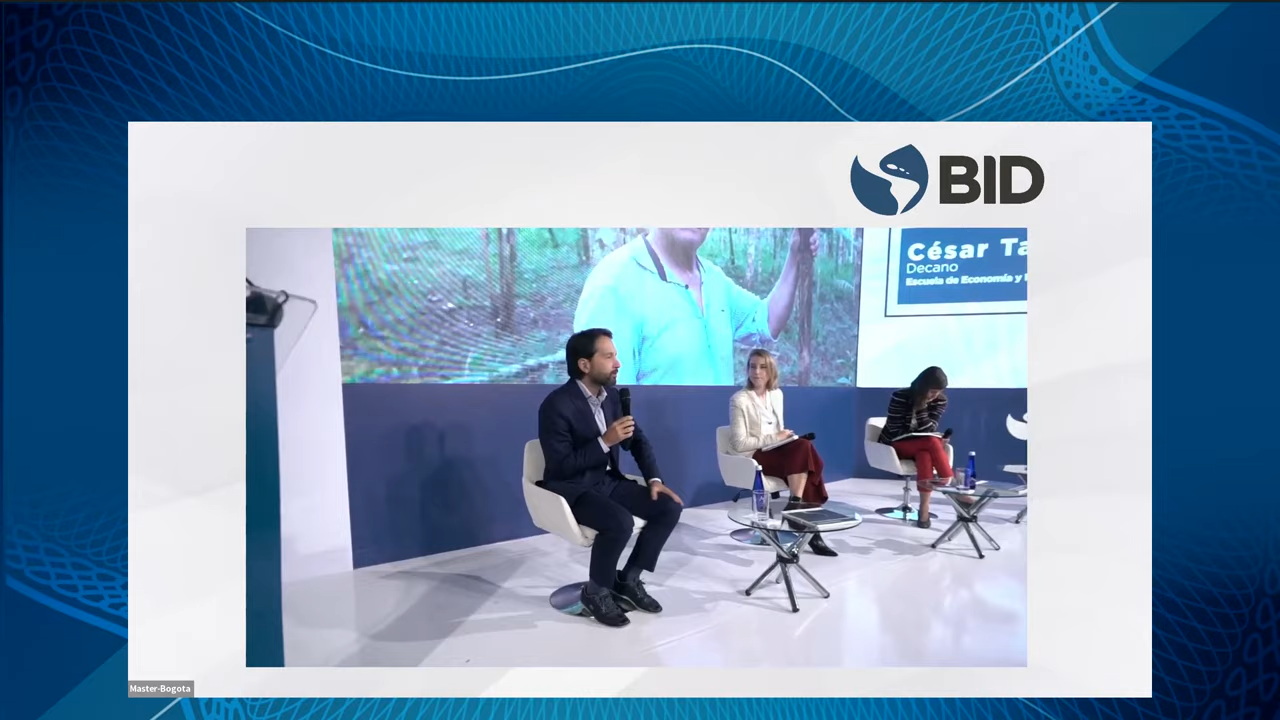 BID
César Ta
Decano
Escuela de Economía y
Master-Bogota